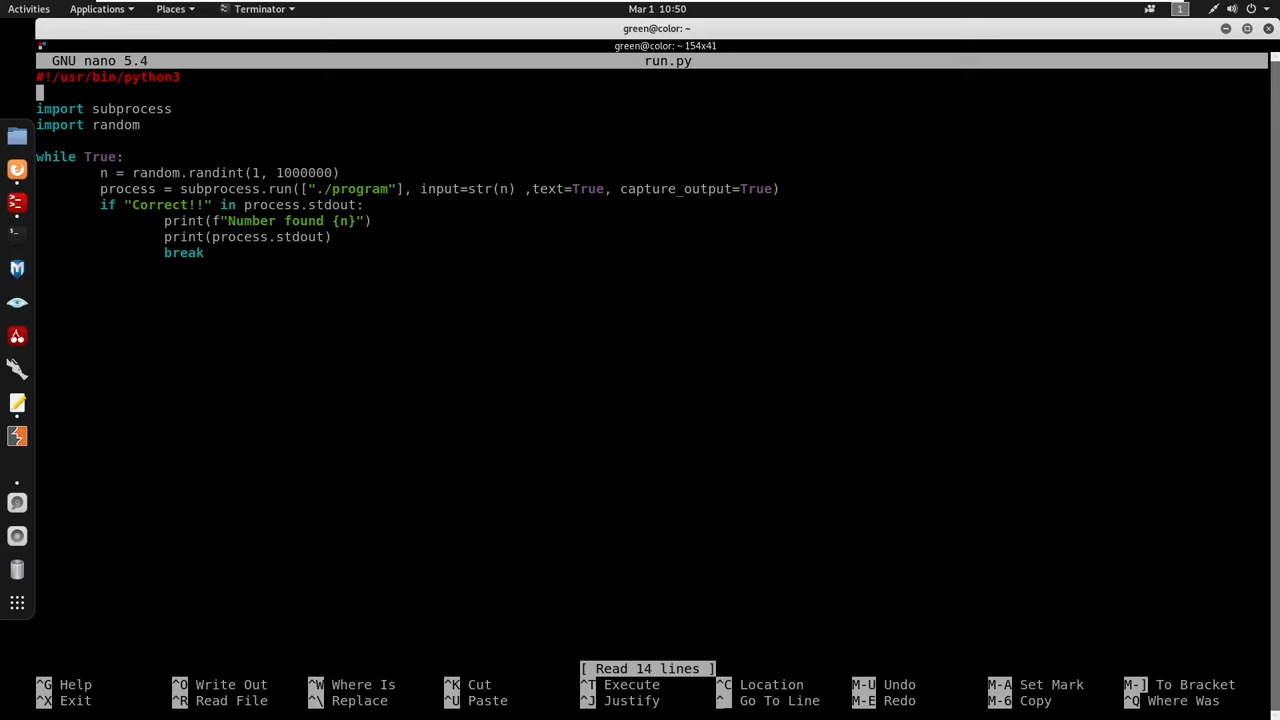 Activities Applications Places Terminator Mar 1 10:50 1
green@color: ~
green@color: ~ 154x41
GNU nano 5.4 run.py
#!/usr/bin/python3
import subprocess
import random
while True:
n = random.randint(1, 1000000)
process = subprocess.run(["./program"], input=str(n) ,text=True, capture_output=True)
if "Correct!!" in process.stdout:
print(f"Number found {n}")
print(process.stdout)
break
[ Read 14 lines ]
^G Help ^O Write Out ^W Where Is ^K Cut ^T Execute ^C Location M-U Undo M-A Set Mark M-] To Bracket
^X Exit ^R Read File ^\ Replace ^U Paste ^J Justify ^_ Go To Line M-E Redo M-6 Copy ^Q Where Was